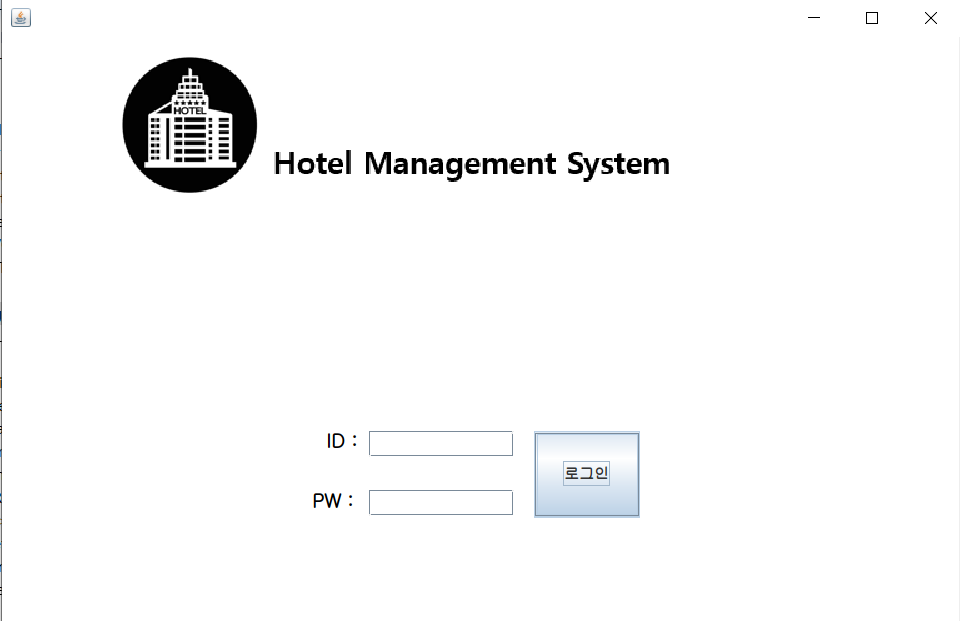 HOTEL
Hotel Management System
ID :
로그인
PW :